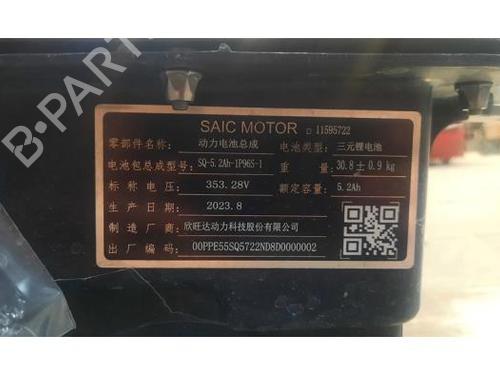 SAIC MOTOR □ 11595722
零部件名称: 动力电池总成 电池类型: 三元锂电池
电池包总成型号: SQ-5.2Ah-1P96S-1 重量: 30.8±0.9 kg
标称电压: 353.28V 额定容量: 5.2Ah
生产日期: 2023.8
制造厂商: 欣旺达动力科技股份有限公司
出厂编号: 00PPE55SQ5722ND8D0000002
B-PARTS